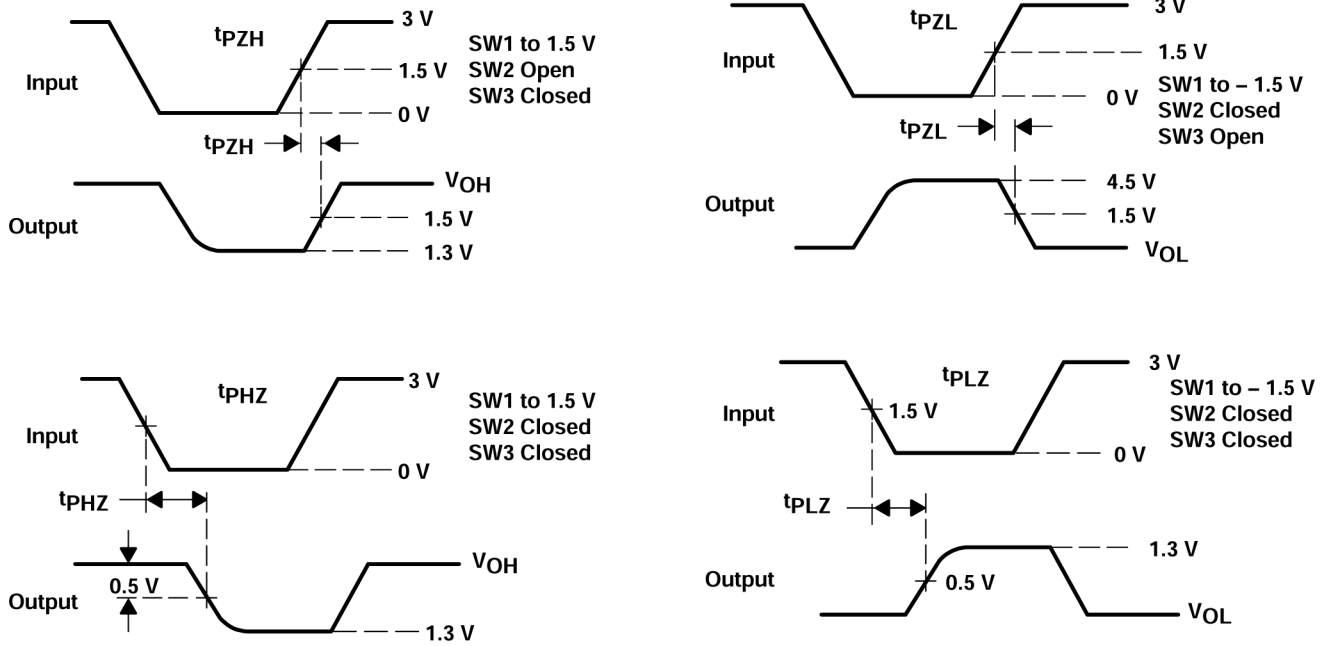 3 V
tPZH
SW1 to 1.5 V
1.5 V
SW2 Open
Input
SW3 Closed
0 V
tPZH
VOH
Output
1.5 V
1.3 V
3 V
tPZL
1.5 V
Input
SW1 to – 1.5 V
0 V
SW2 Closed
tPZL
SW3 Open
4.5 V
Output
1.5 V
VOL
3 V
tPHZ
SW1 to 1.5 V
SW2 Closed
Input
SW3 Closed
0 V
tPHZ
VOH
0.5 V
Output
1.3 V
3 V
tPLZ
SW1 to – 1.5 V
1.5 V
SW2 Closed
Input
SW3 Closed
0 V
tPLZ
1.3 V
Output
0.5 V
VOL